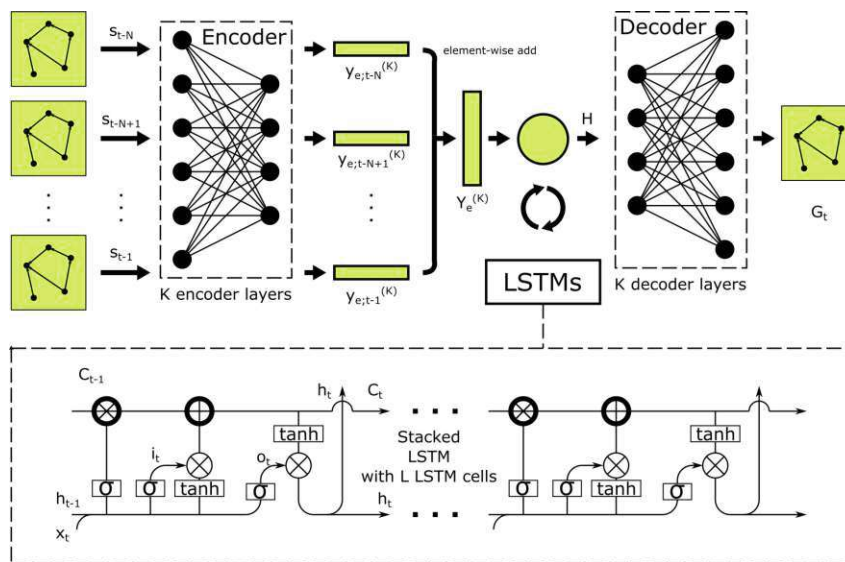 S_{t-N}
Encoder
y_{e;t-N}^{(K)}
element-wise add
Decoder
S_{t-N+1}
y_{e;t-N+1}^{(K)}
Y_e^{(K)}
H
G_t
S_{t-1}
y_{e;t-1}^{(K)}
K encoder layers
LSTMs
K decoder layers
C_{t-1}
h_t
C_t
tanh
tanh
i_t
o_t
Stacked
LSTM
with L LSTM cells
σ
σ
tanh
σ
σ
σ
tanh
σ
h_{t-1}
h_t
x_t